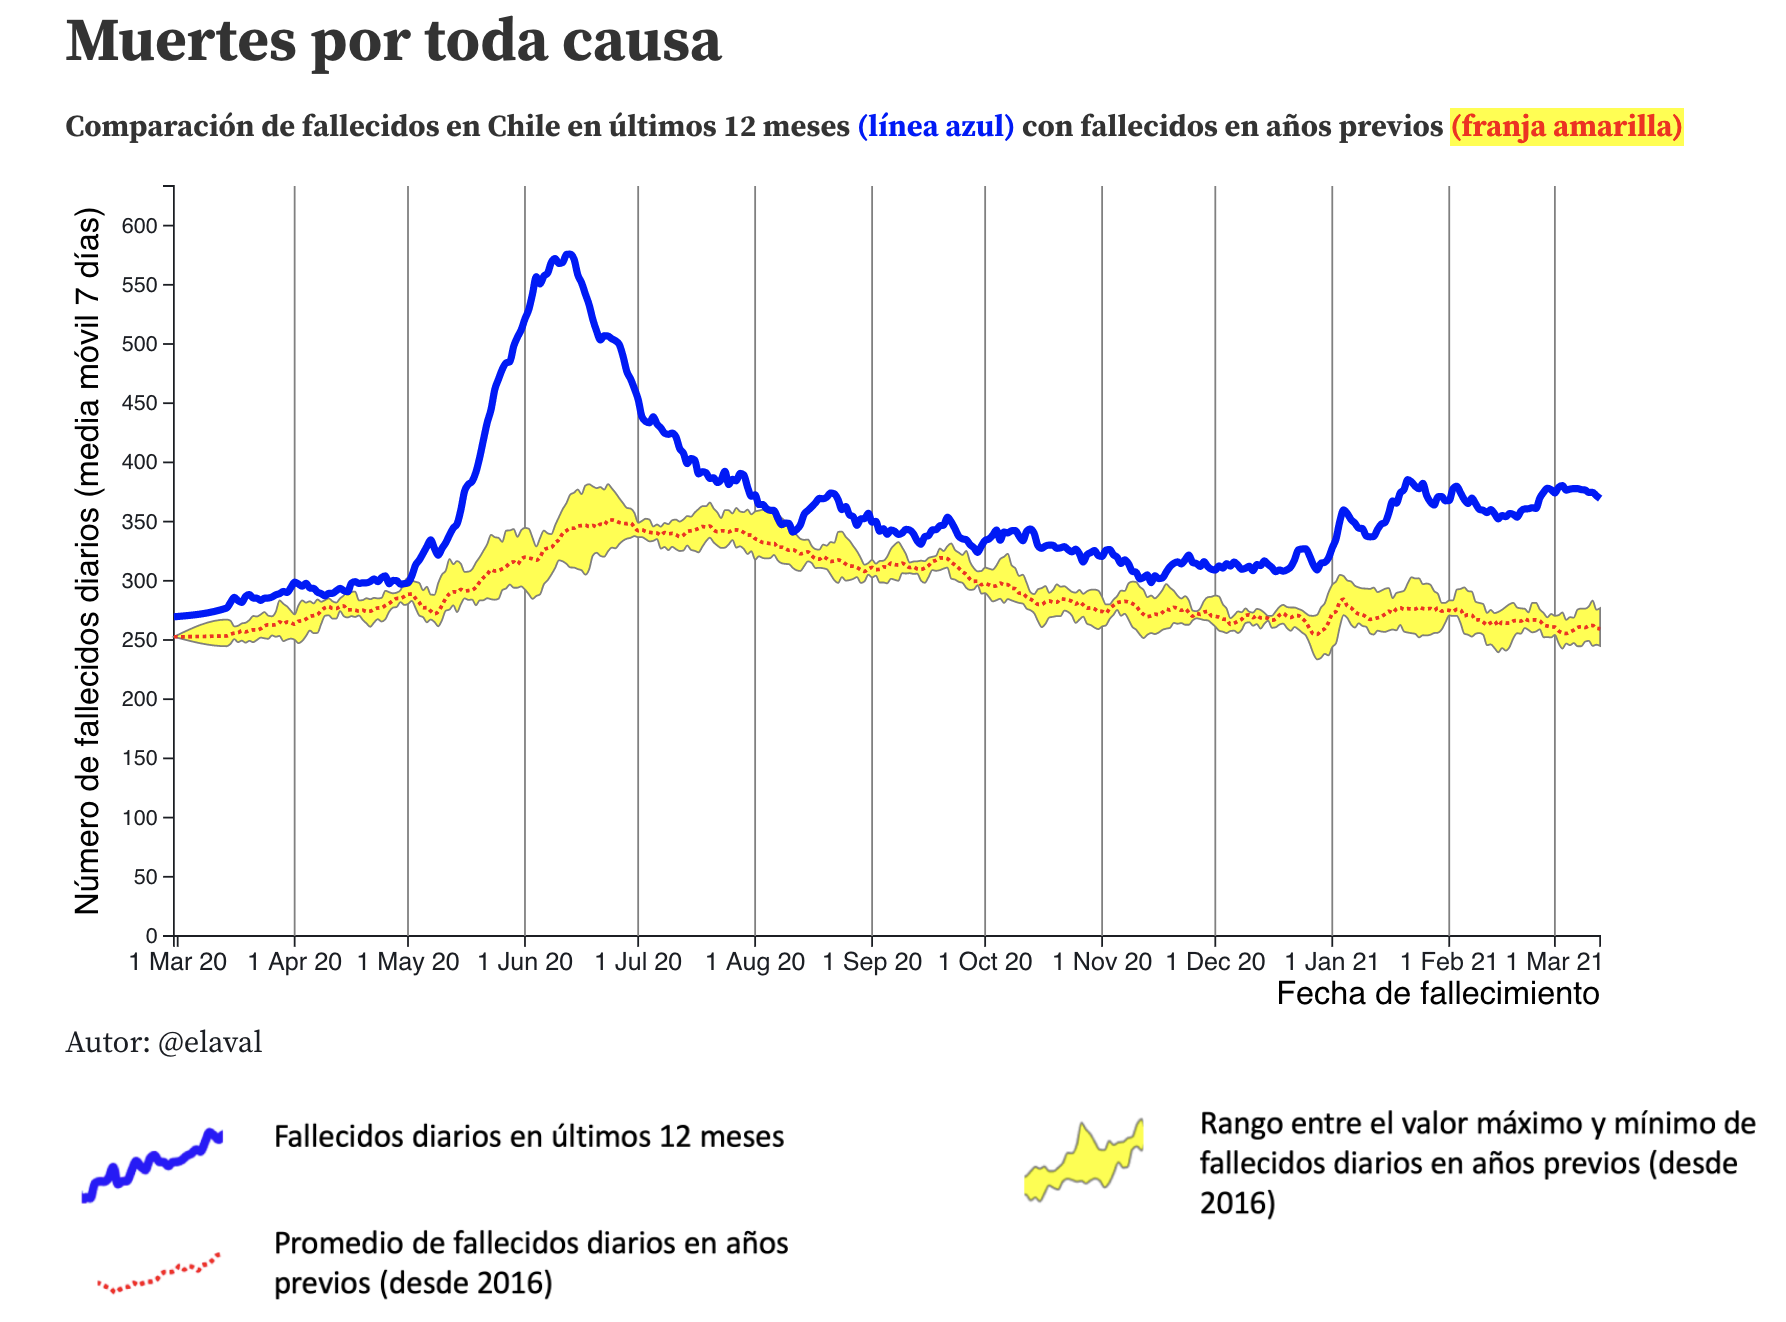 Muertes por toda causa
Comparación de fallecidos en Chile en últimos 12 meses (línea azul) con fallecidos en años previos (franja amarilla)
Número de fallecidos diarios (media móvil 7 días)
600
550
500
450
400
350
300
250
200
150
100
50
0
1 Mar 20 1 Apr 20 1 May 20 1 Jun 20 1 Jul 20 1 Aug 20 1 Sep 20 1 Oct 20 1 Nov 20 1 Dec 20 1 Jan 21 1 Feb 21 1 Mar 21
Fecha de fallecimiento
Autor: @elaval
Fallecidos diarios en últimos 12 meses
Promedio de fallecidos diarios en años
previos (desde 2016)
Rango entre el valor máximo y mínimo de
fallecidos diarios en años previos (desde
2016)